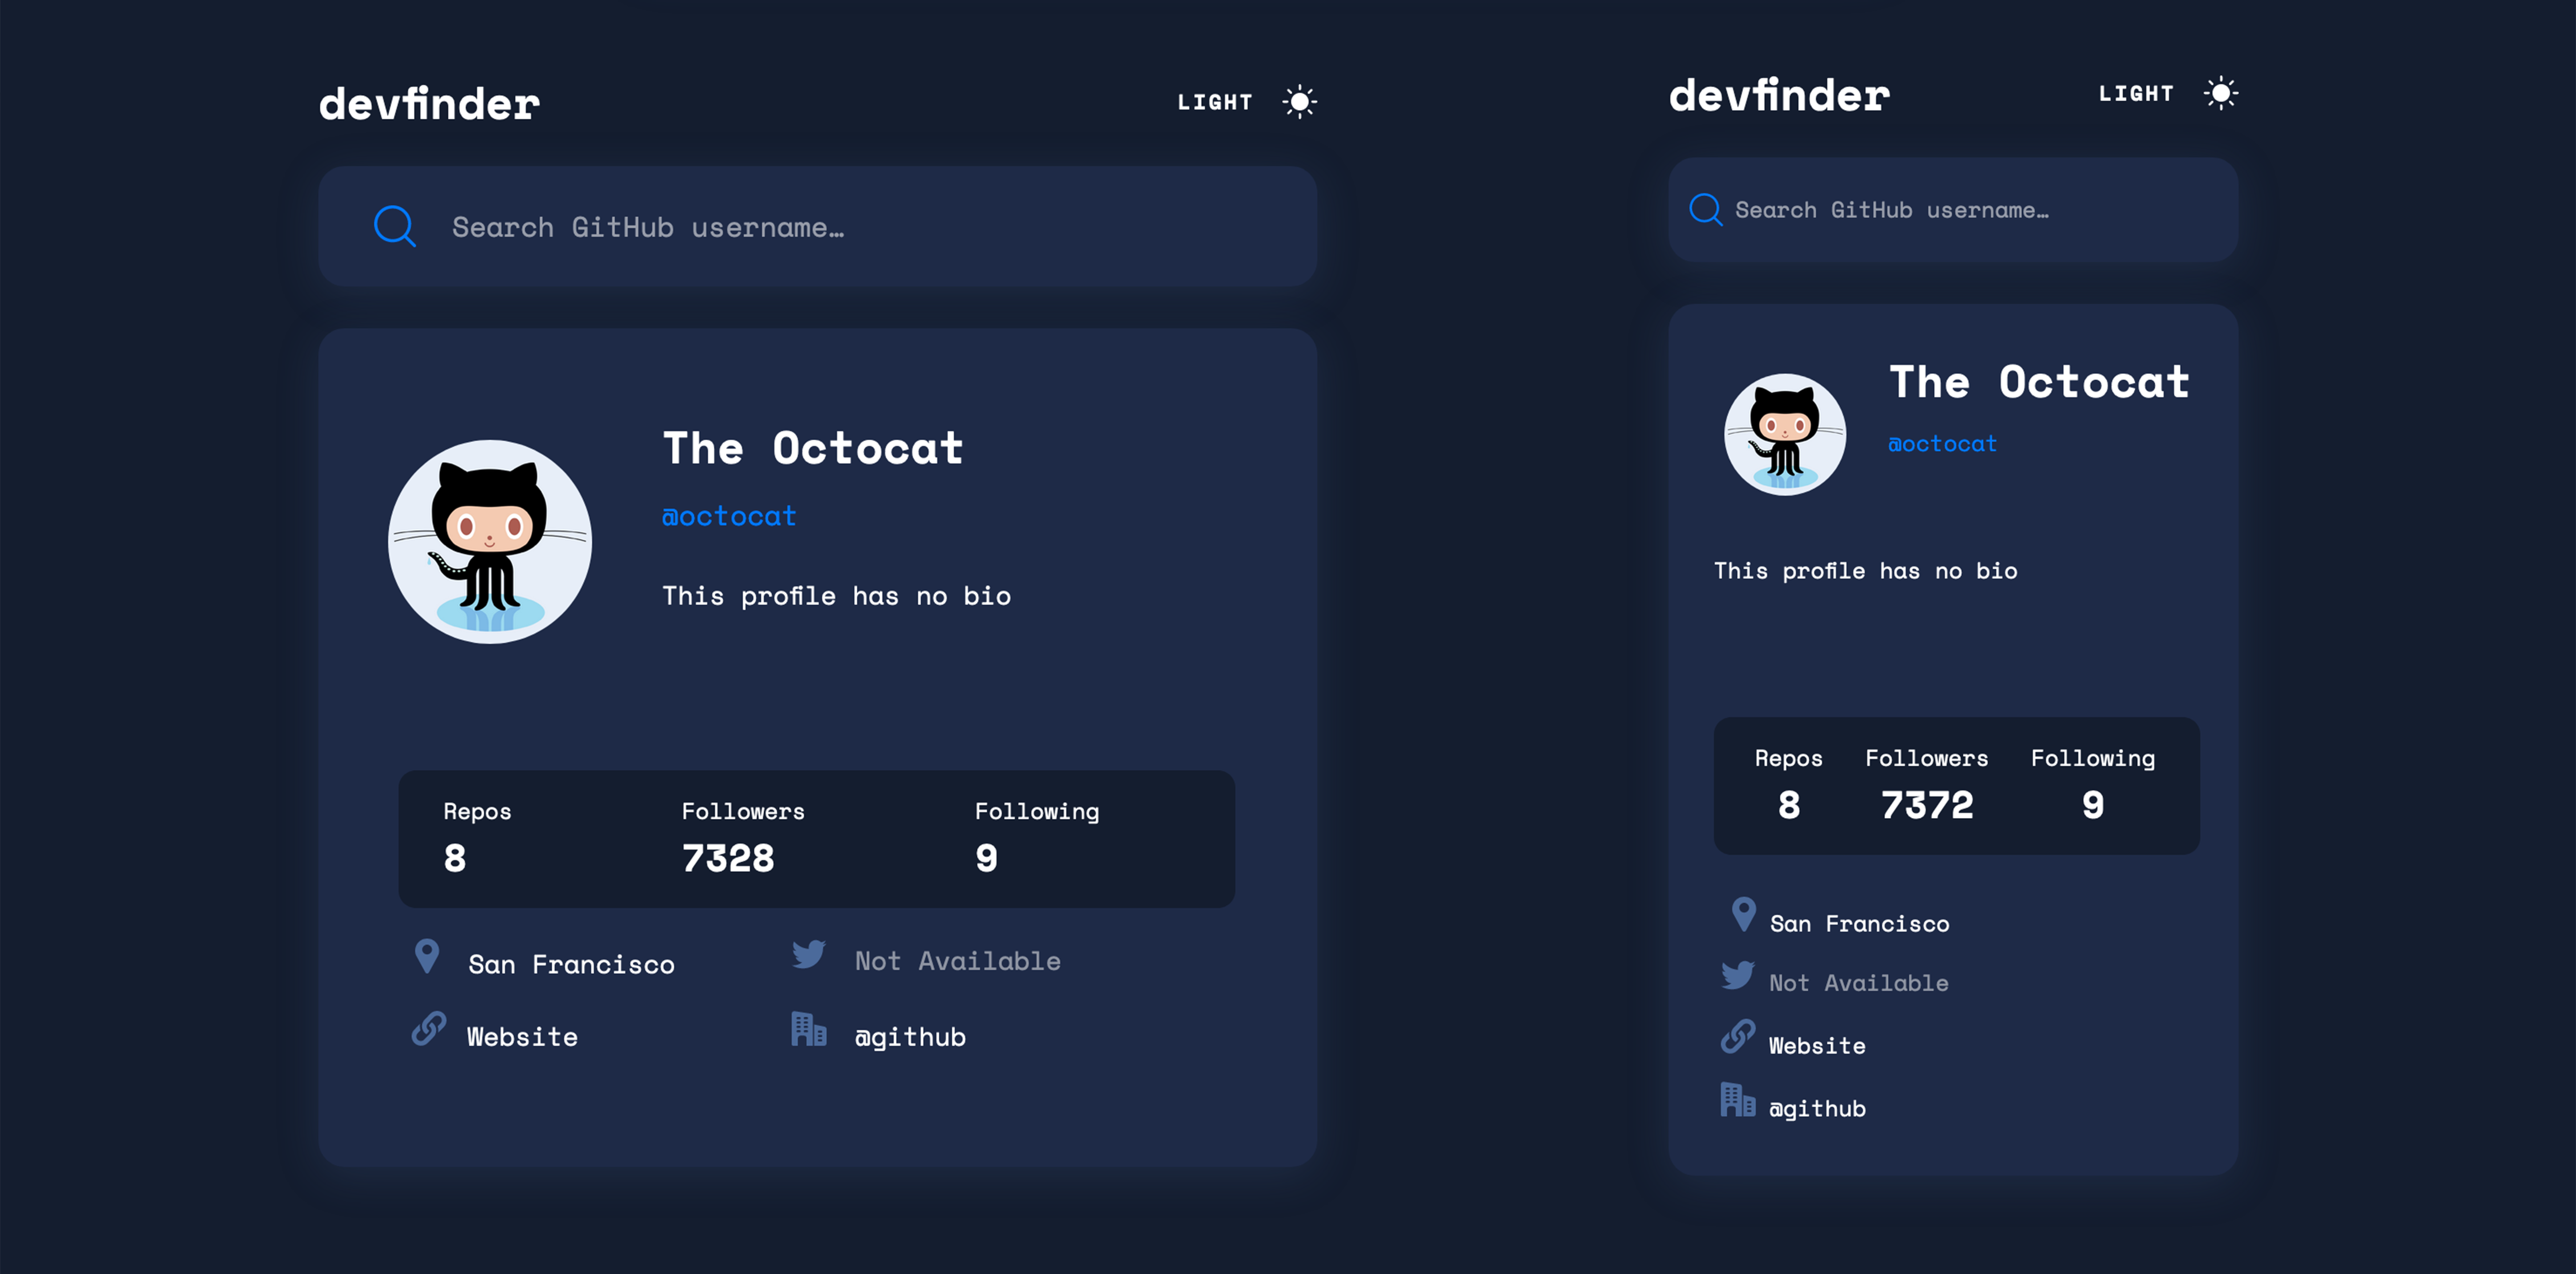 devfinder
LIGHT
Search GitHub username…
The Octocat
@octocat
This profile has no bio
Repos Followers Following
8 7328 9
San Francisco Not Available
Website @github
devfinder
LIGHT
Search GitHub username…
The Octocat
@octocat
This profile has no bio
Repos Followers Following
8 7372 9
San Francisco
Not Available
Website
@github